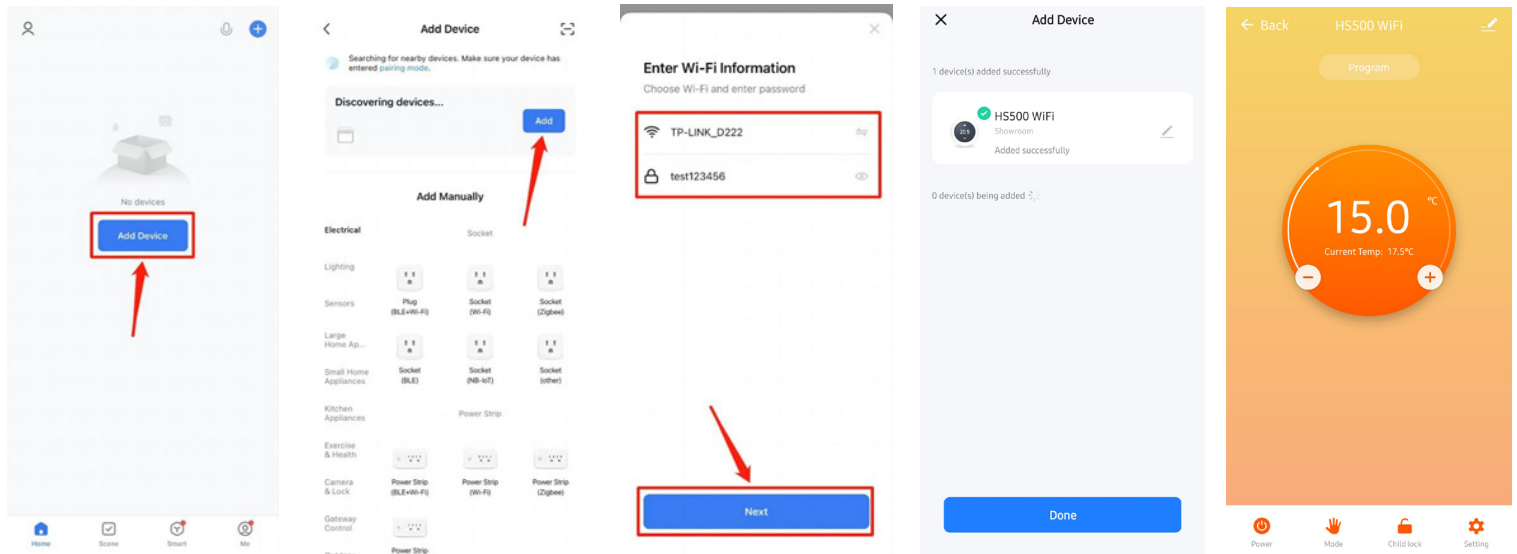 No devices
Add Device
Home
Scene
Smart
Me
Add Device
Searching for nearby devices. Make sure your device has
entered pairing mode.
Discovering devices...
Add
Add Manually
Electrical
Socket
Lighting
Sensors
Plug
(BLE+Wi-Fi)
Socket
(Wi-Fi)
Socket
(Zigbee)
Large
Home Ap...
Small Home
Appliances
Socket
(BLE)
Socket
(NB-IoT)
Socket
(other)
Kitchen
Appliances
Power Strip
Exercise
& Health
Camera
& Lock
Power Strip
(BLE+Wi-Fi)
Power Strip
(Wi-Fi)
Power Strip
(Zigbee)
Gateway
Control
Power Strip
Enter Wi-Fi Information
Choose Wi-Fi and enter password
TP-LINK_D222
test123456
Next
Add Device
1 device(s) added successfully
HS500 WiFi
Showroom
Added successfully
0 device(s) being added
Done
Back
HS500 WiFi
Program
15.0 °C
Current Temp: 17.5°C
Power
Mode
Child lock
Setting